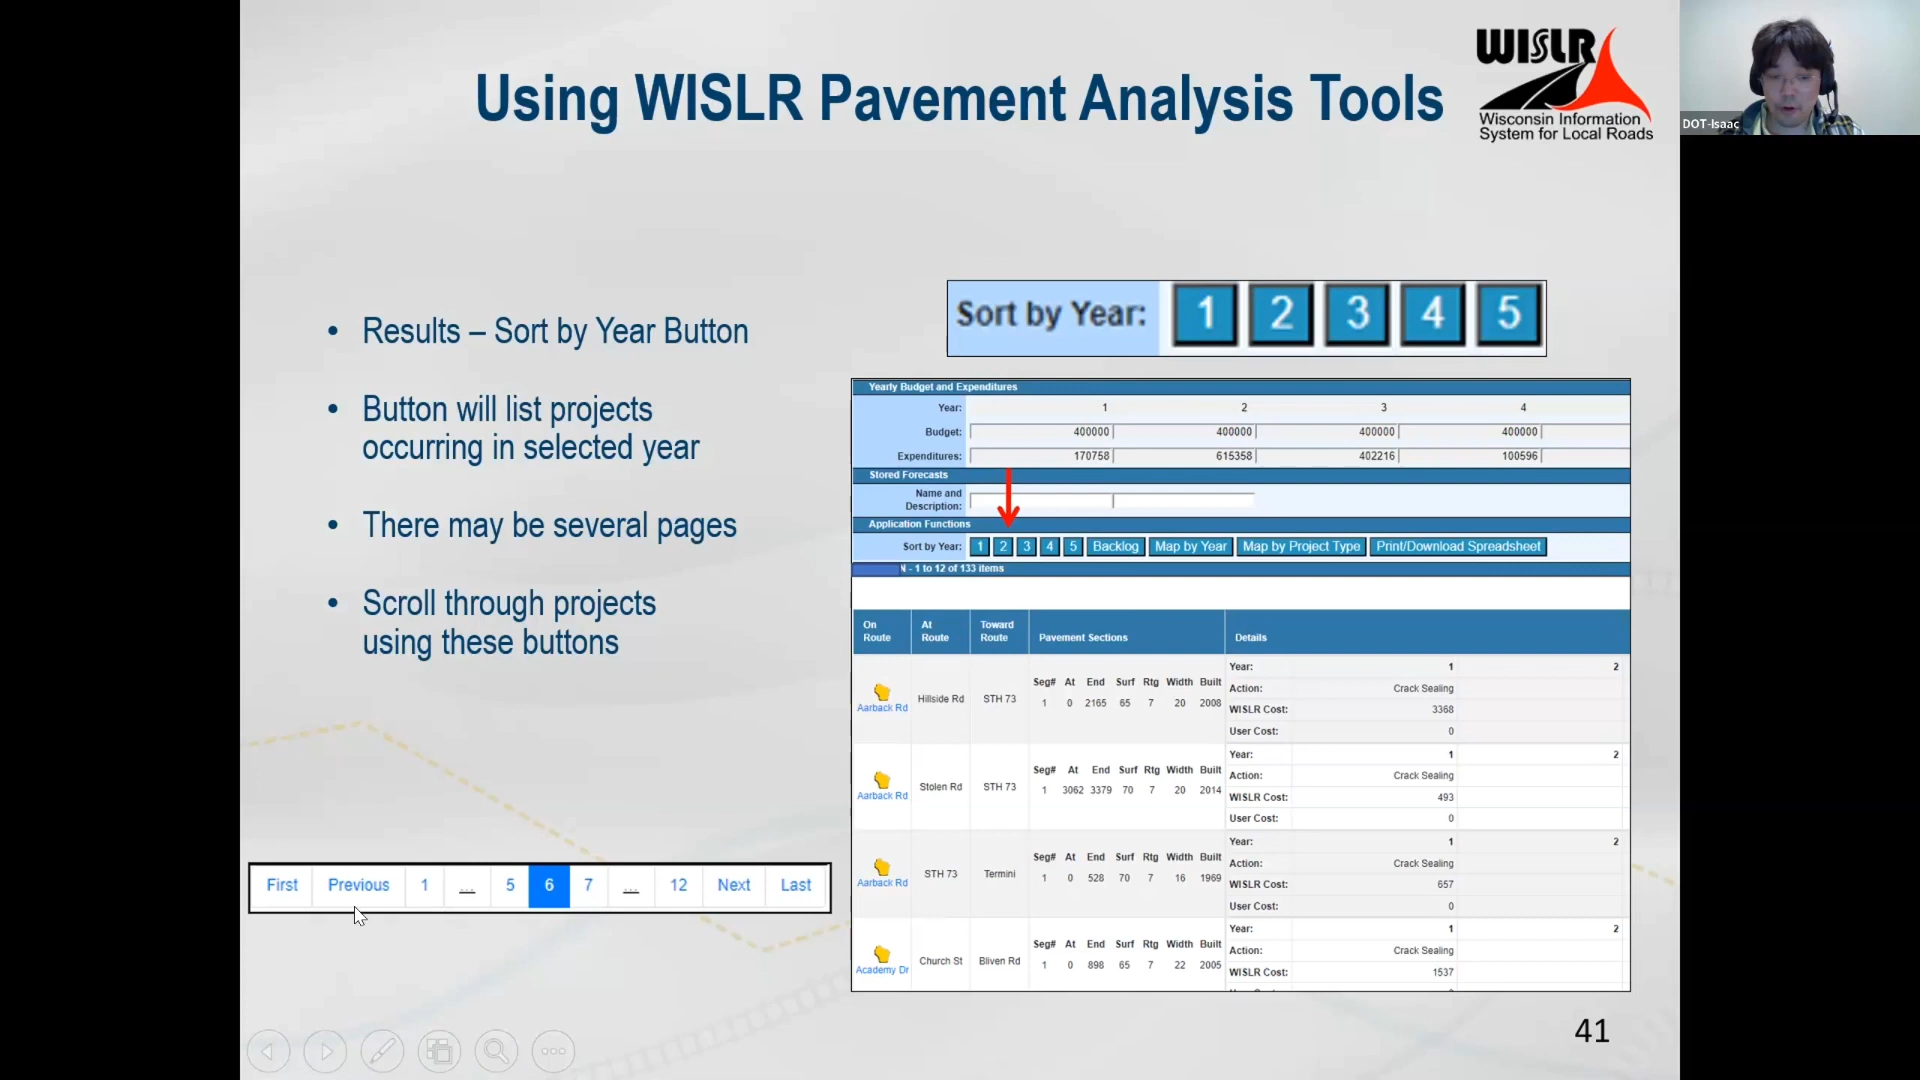 Using WISLR Pavement Analysis Tools
WISLR
Wisconsin Information
System for Local Roads
DOT-Isaac
• Results – Sort by Year Button
• Button will list projects
occurring in selected year
• There may be several pages
• Scroll through projects
using these buttons
Sort by Year: 1 2 3 4 5
Yearly Budget and Expenditures
Year: 1 2 3 4
Budget: 400000 400000 400000 400000
Expenditures: 170758 615358 402216 100596
Stored Forecasts
Name and
Description:
Application Functions
Sort by Year: 1 2 3 4 5 Backlog Map by Year Map by Project Type Print/Download Spreadsheet
- 1 to 12 of 133 items
On Route At Route Toward Route Pavement Sections Details
Aarback Rd Hillside Rd STH 73
Seg# At End Surf Rtg Width Built
1 0 2165 65 7 20 2008
Year: 1 2
Action: Crack Sealing
WISLR Cost: 3368
User Cost: 0
Aarback Rd Stolen Rd STH 73
Seg# At End Surf Rtg Width Built
1 3062 3379 70 7 20 2014
Year: 1 2
Action: Crack Sealing
WISLR Cost: 493
User Cost: 0
Aarback Rd STH 73 Termini
Seg# At End Surf Rtg Width Built
1 0 528 70 7 16 1969
Year: 1 2
Action: Crack Sealing
WISLR Cost: 657
User Cost: 0
Academy Dr Church St Bliven Rd
Seg# At End Surf Rtg Width Built
1 0 898 65 7 22 2005
Year: 1 2
Action: Crack Sealing
WISLR Cost: 1537
First Previous 1 ... 5 6 7 ... 12 Next Last
41